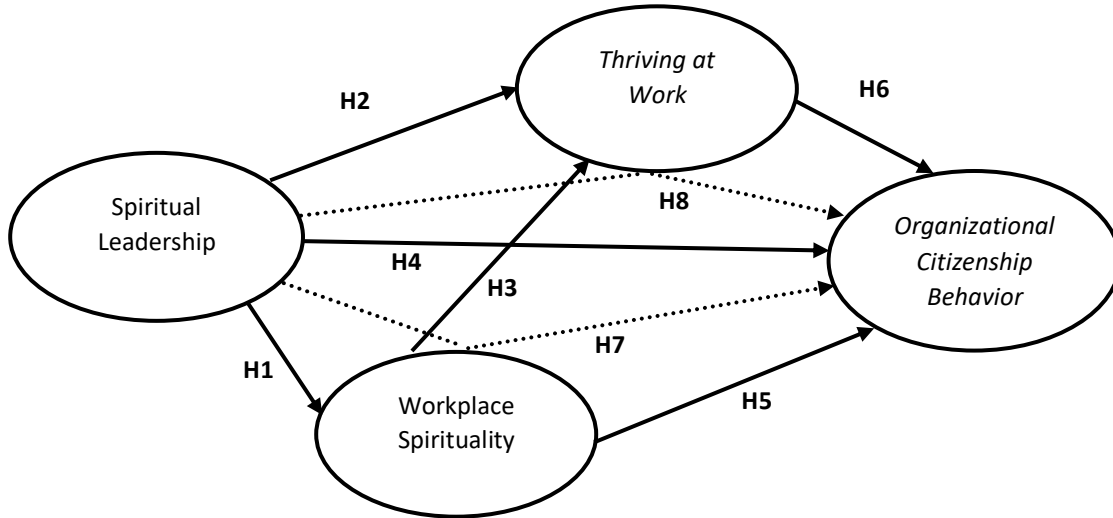 Thriving at
Work
H2
H6
H8
Spiritual
Leadership
Organizational
Citizenship
Behavior
H4
H3
H7
H1
H5
Workplace
Spirituality